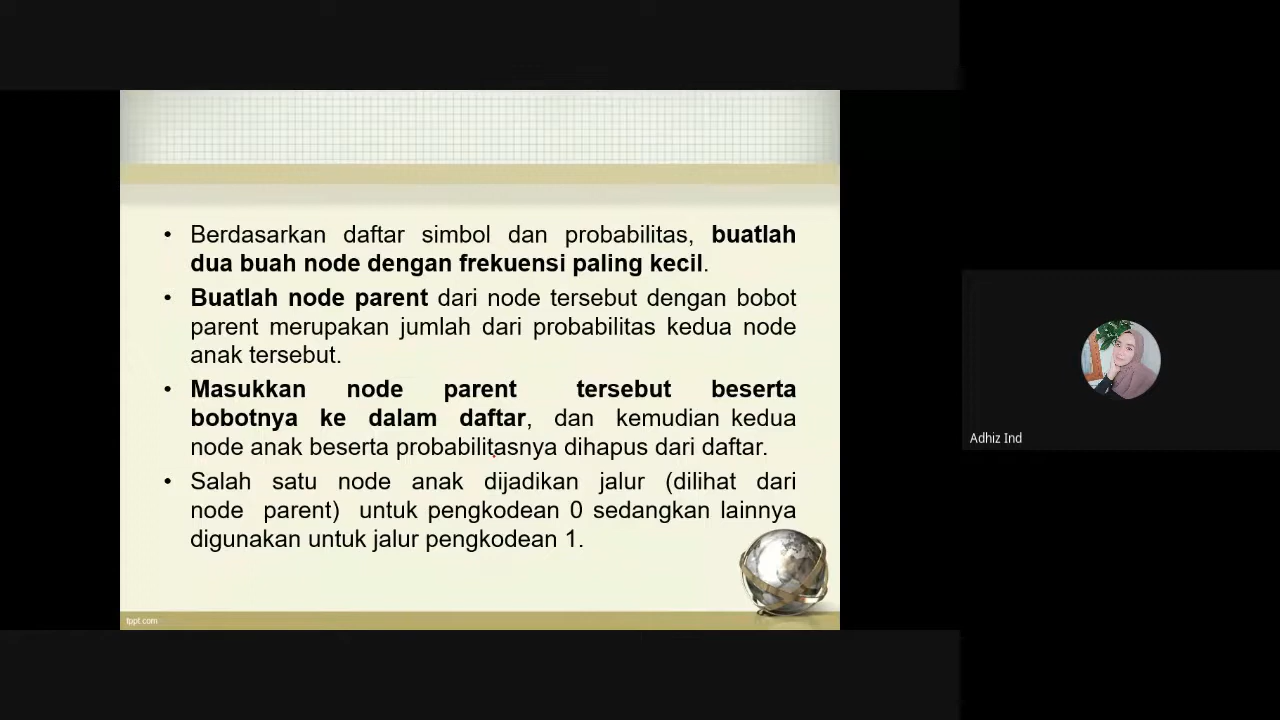 • Berdasarkan daftar simbol dan probabilitas, buatlah
dua buah node dengan frekuensi paling kecil.
• Buatlah node parent dari node tersebut dengan bobot
parent merupakan jumlah dari probabilitas kedua node
anak tersebut.
• Masukkan node parent tersebut beserta
bobotnya ke dalam daftar, dan kemudian kedua
node anak beserta probabilitasnya dihapus dari daftar.
• Salah satu node anak dijadikan jalur (dilihat dari
node parent) untuk pengkodean 0 sedangkan lainnya
digunakan untuk jalur pengkodean 1.
fppt.com
Adhiz Ind